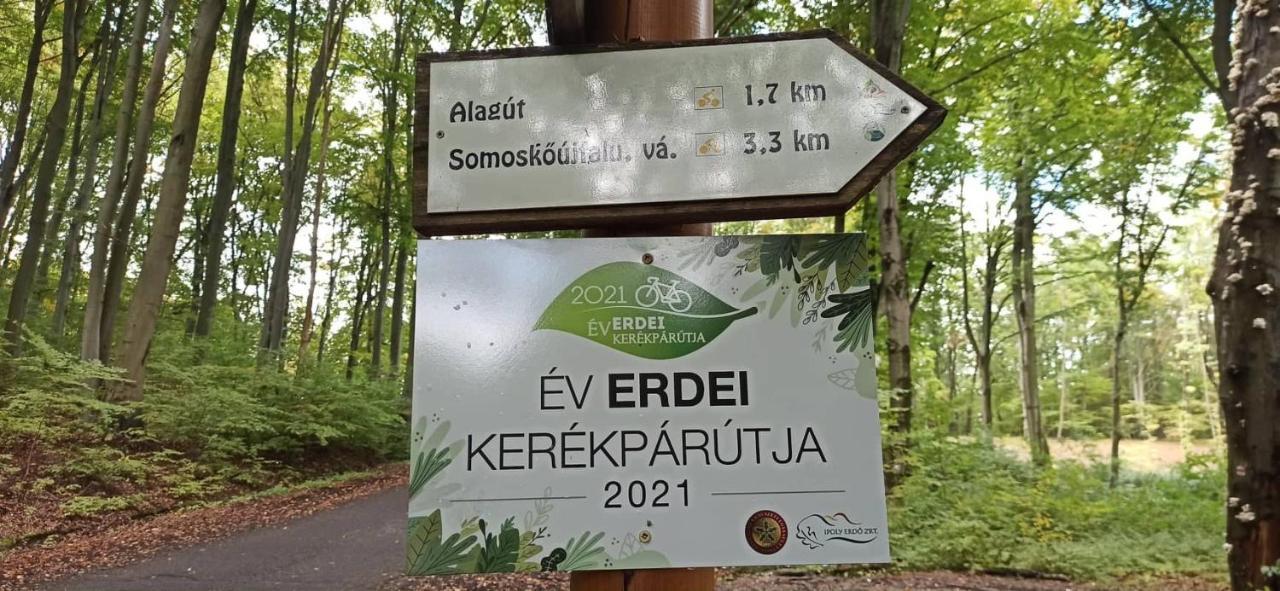 Alagút 1,7 km
Somoskőújfalu, vá. 3,3 km
2021
ÉV ERDEI
KERÉKPÁRÚTJA
ÉV ERDEI
KERÉKPÁRÚTJA
2021
IPOLY ERDŐ ZRT.